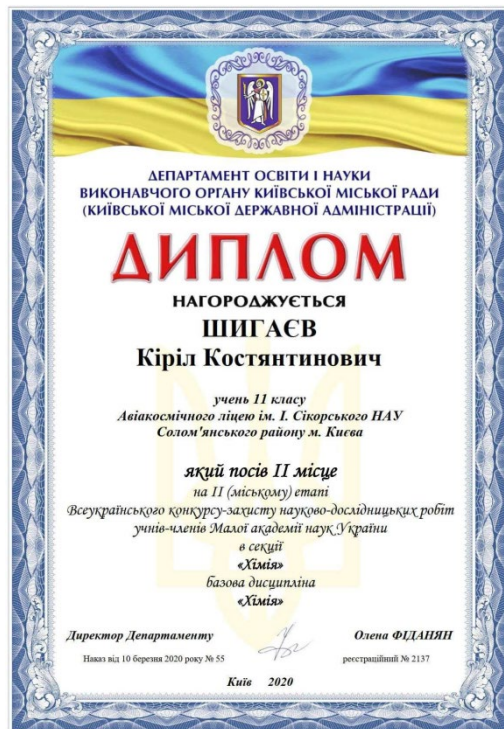 ДЕПАРТАМЕНТ ОСВІТИ І НАУКИ
ВИКОНАВЧОГО ОРГАНУ КИЇВСЬКОЇ МІСЬКОЇ РАДИ
(КИЇВСЬКОЇ МІСЬКОЇ ДЕРЖАВНОЇ АДМІНІСТРАЦІЇ)
ДИПЛОМ
НАГОРОДЖУЄТЬСЯ
ШИГАЄВ
Кіріл Костянтинович
учень 11 класу
Авіакосмічного ліцею ім. І. Сікорського НАУ
Солом'янського району м. Києва
який посів ІІ місце
на ІІ (міському) етапі
Всеукраїнського конкурсу-захисту науково-дослідницьких робіт
учнів-членів Малої академії наук України
в секції
«Хімія»
базова дисципліна
«Хімія»
Директор Департаменту Олена ФІДАНЯН
Наказ від 10 березня 2020 року № 55 реєстраційний № 2137
Київ 2020